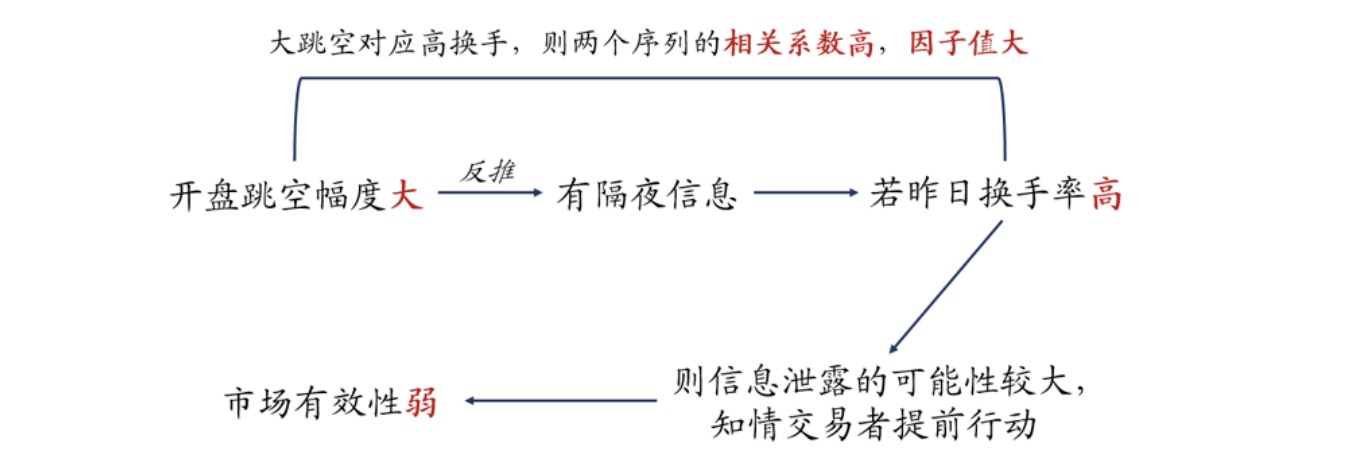 大跳空对应高换手，则两个序列的相关系数高，因子值大
开盘跳空幅度大
反推
有隔夜信息
若昨日换手率高
则信息泄露的可能性较大，
知情交易者提前行动
市场有效性弱